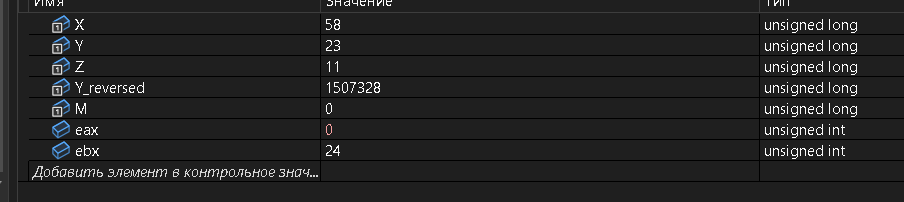 Имя Значение Тип
X 58 unsigned long
Y 23 unsigned long
Z 11 unsigned long
Y_reversed 1507328 unsigned long
M 0 unsigned long
eax 0 unsigned int
ebx 24 unsigned int
Добавить элемент в контрольное знач...